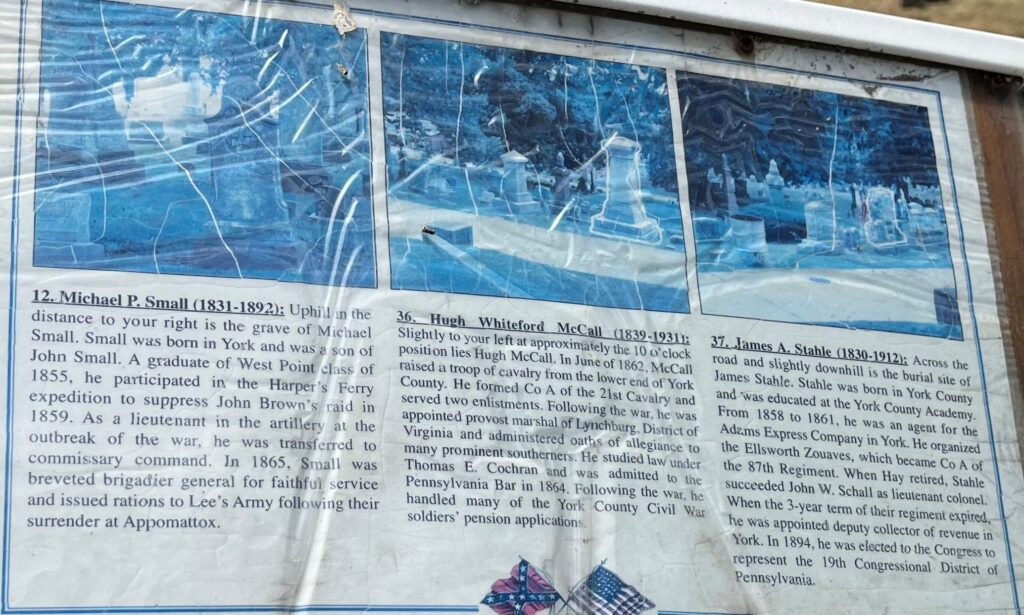 12. Michael P. Small (1831-1892): Uphill in the
distance to your right is the grave of Michael
Small. Small was born in York and was a son of
John Small. A graduate of West Point class of
1855, he participated in the Harper's Ferry
expedition to suppress John Brown's raid in
1859. As a lieutenant in the artillery at the
outbreak of the war, he was transferred to
commissary command. In 1865, Small was
breveted brigadier general for faithful service
and issued rations to Lee's Army following their
surrender at Appomattox.
36. Hugh Whiteford McCall (1839-1931):
Slightly to your left at approximately the 10 o'clock
position lies Hugh McCall. In June of 1862, McCall
raised a troop of cavalry from the lower end of York
County. He formed Co A of the 21st Cavalry and
served two enlistments. Following the war, he was
appointed provost marshal of Lynchburg, District of
Virginia and administered oaths of allegiance to
many prominent southerners. He studied law under
Thomas E. Cochran and was admitted to the
Pennsylvania Bar in 1864. Following the war, he
handled many of the York County Civil War
soldiers' pension applications.
37. James A. Stahle (1830-1912): Across the
road and slightly downhill is the burial site of
James Stahle. Stahle was born in York County
and was educated at the York County Academy.
From 1858 to 1861, he was an agent for the
Adams Express Company in York. He organized
the Ellsworth Zouaves, which became Co A of
the 87th Regiment. When Hay retired, Stahle
succeeded John W. Schall as lieutenant colonel.
When the 3-year term of their regiment expired,
he was appointed deputy collector of revenue in
York. In 1894, he was elected to the Congress to
represent the 19th Congressional District of
Pennsylvania.